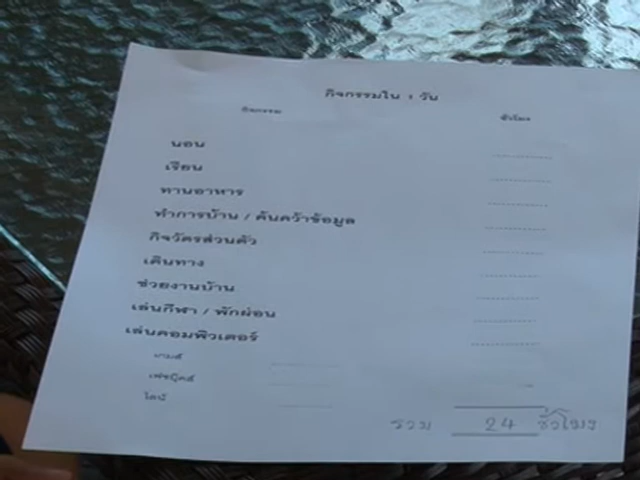 กิจกรรมใน 1 วัน
กิจกรรม ชั่วโมง
นอน
เรียน
ทานอาหาร
ทำการบ้าน / ค้นคว้าข้อมูล
กิจวัตรส่วนตัว
เดินทาง
ช่วยงานบ้าน
เล่นกีฬา / พักผ่อน
เล่นคอมพิวเตอร์
เกมส์
เฟซบุ๊คส์
ไลน์
รวม 24 ชั่วโมง